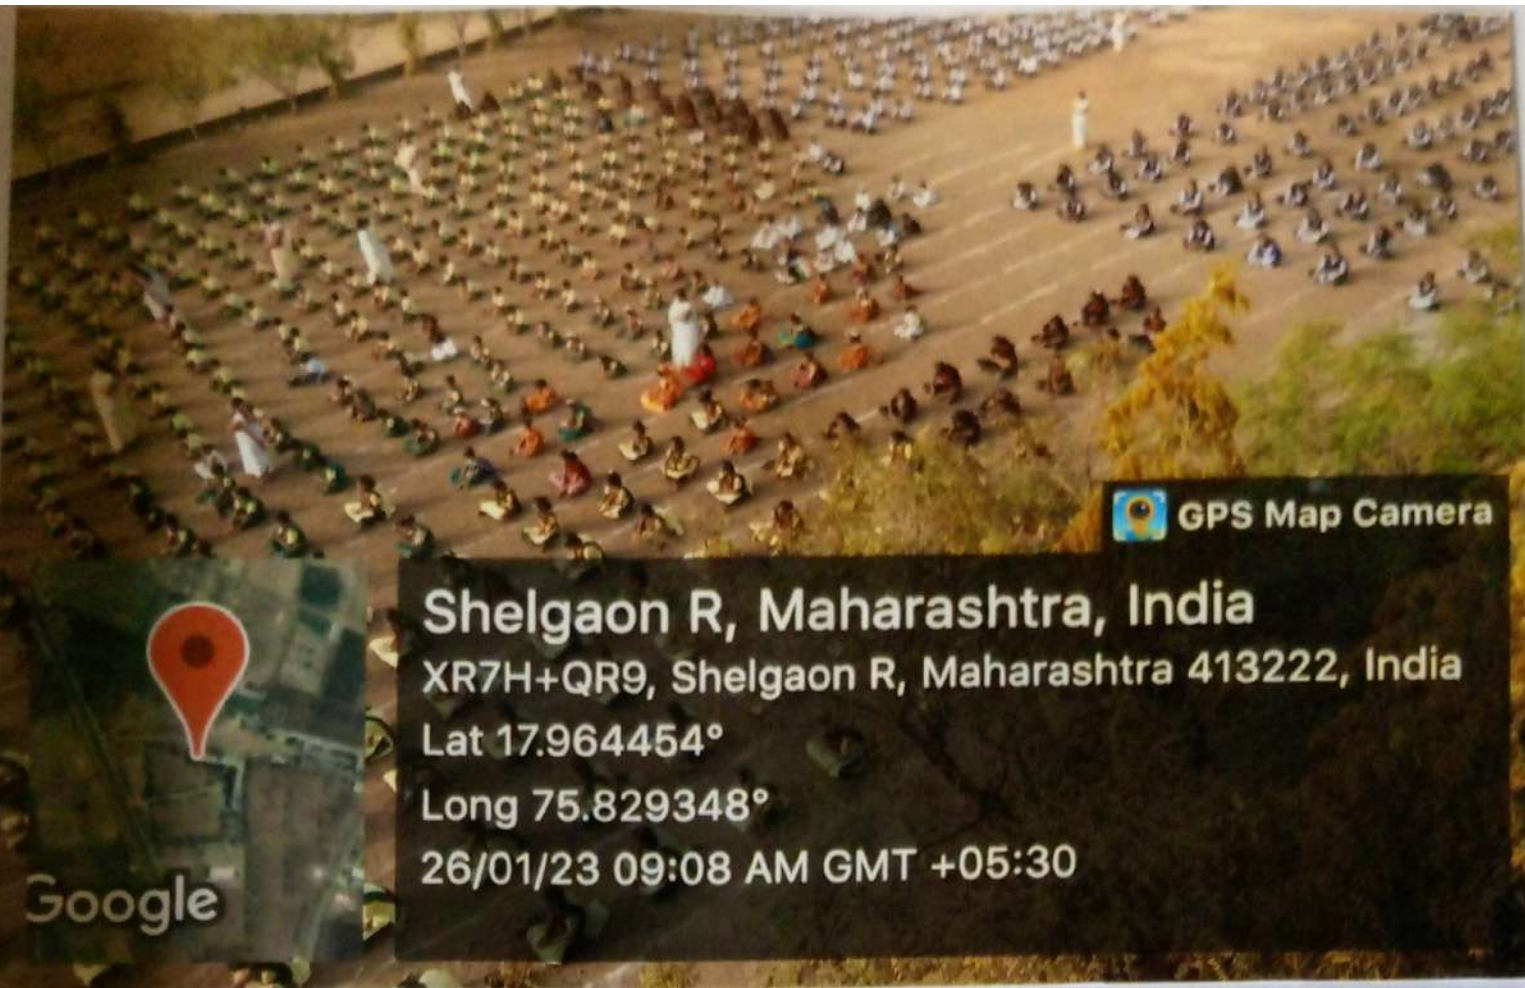 GPS Map Camera
Shelgaon R, Maharashtra, India
XR7H+QR9, Shelgaon R, Maharashtra 413222, India
Lat 17.964454°
Long 75.829348°
26/01/23 09:08 AM GMT +05:30
Google